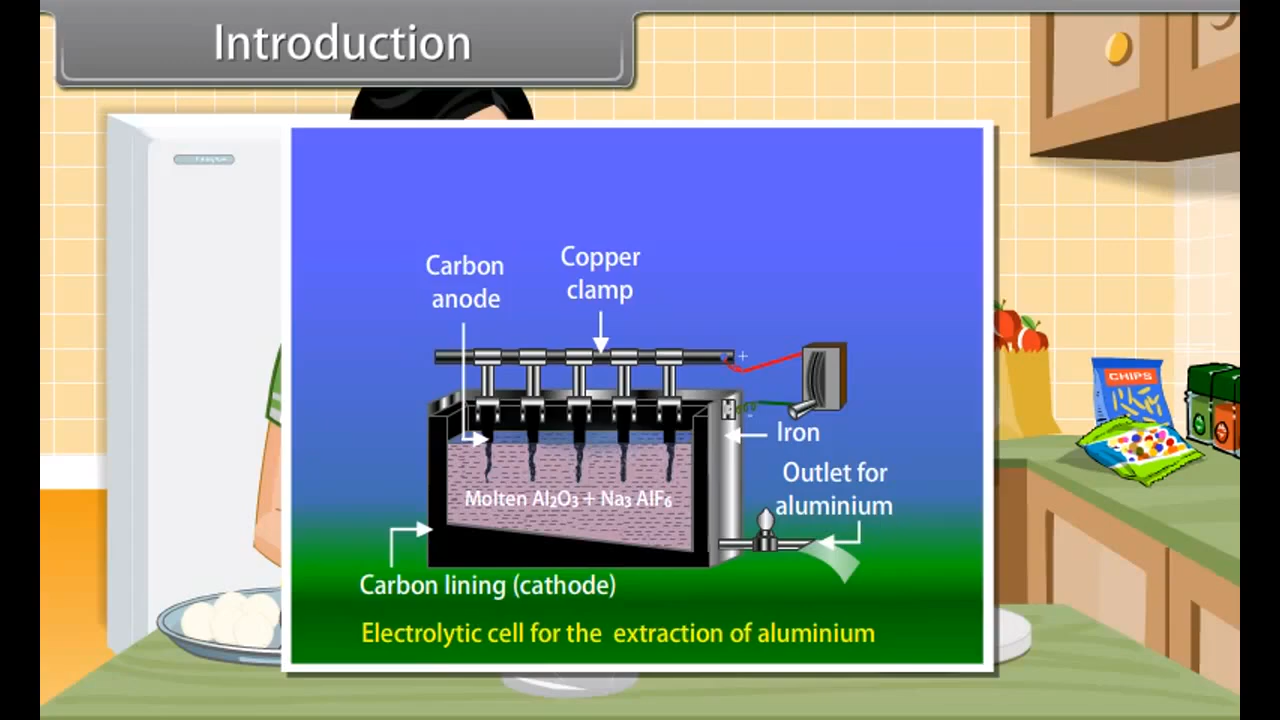 Introduction
Carbon
anode
Copper
clamp
+
-
Iron
Outlet for
aluminium
Molten Al₂O₃ + Na₃ AlF₆
Carbon lining (cathode)
Electrolytic cell for the extraction of aluminium
CHIPS